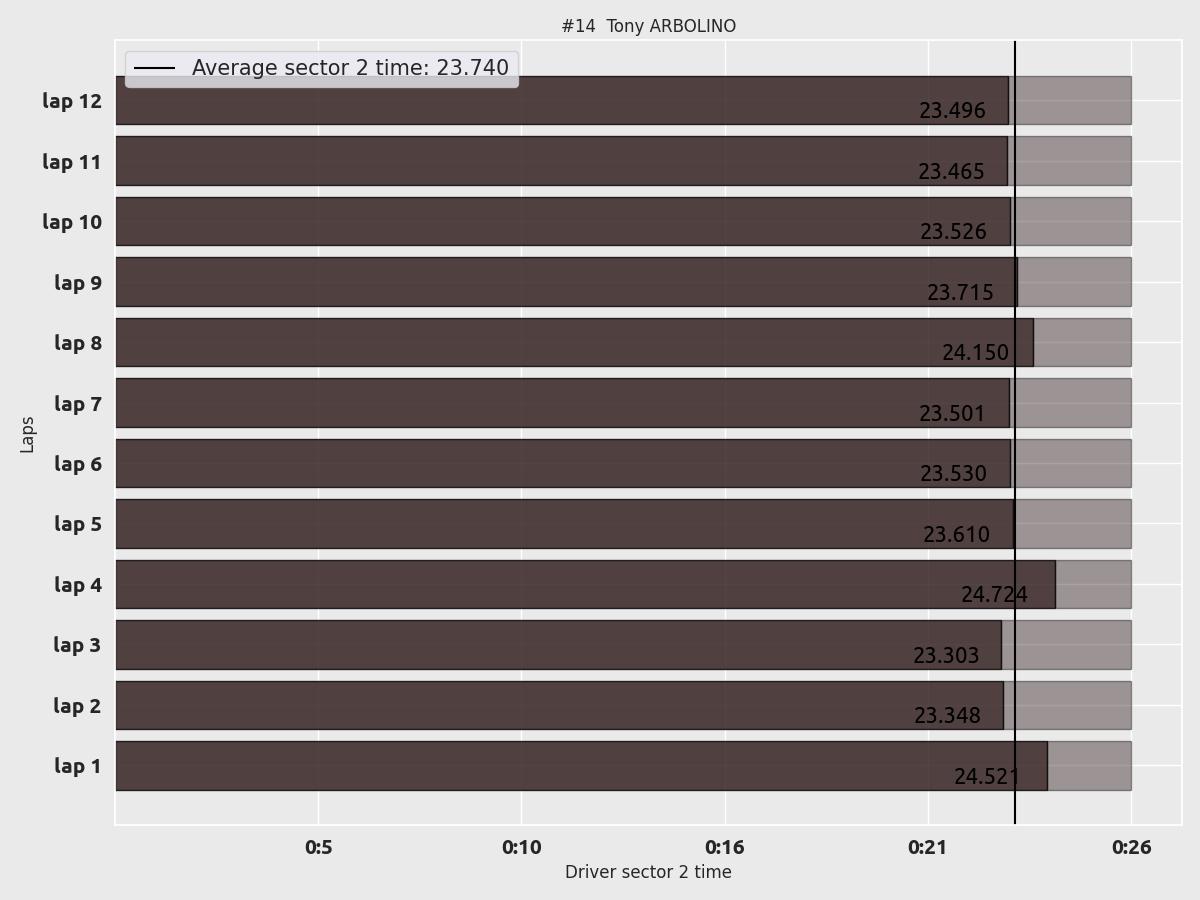 #14  Tony ARBOLINO
Average sector 2 time: 23.740
lap 12
23.496
lap 11
23.465
lap 10
23.526
lap 9
23.715
lap 8
24.150
lap 7
23.501
lap 6
23.530
lap 5
23.610
lap 4
24.724
lap 3
23.303
lap 2
23.348
lap 1
24.521
Laps
0:5 0:10 0:16 0:21 0:26
Driver sector 2 time